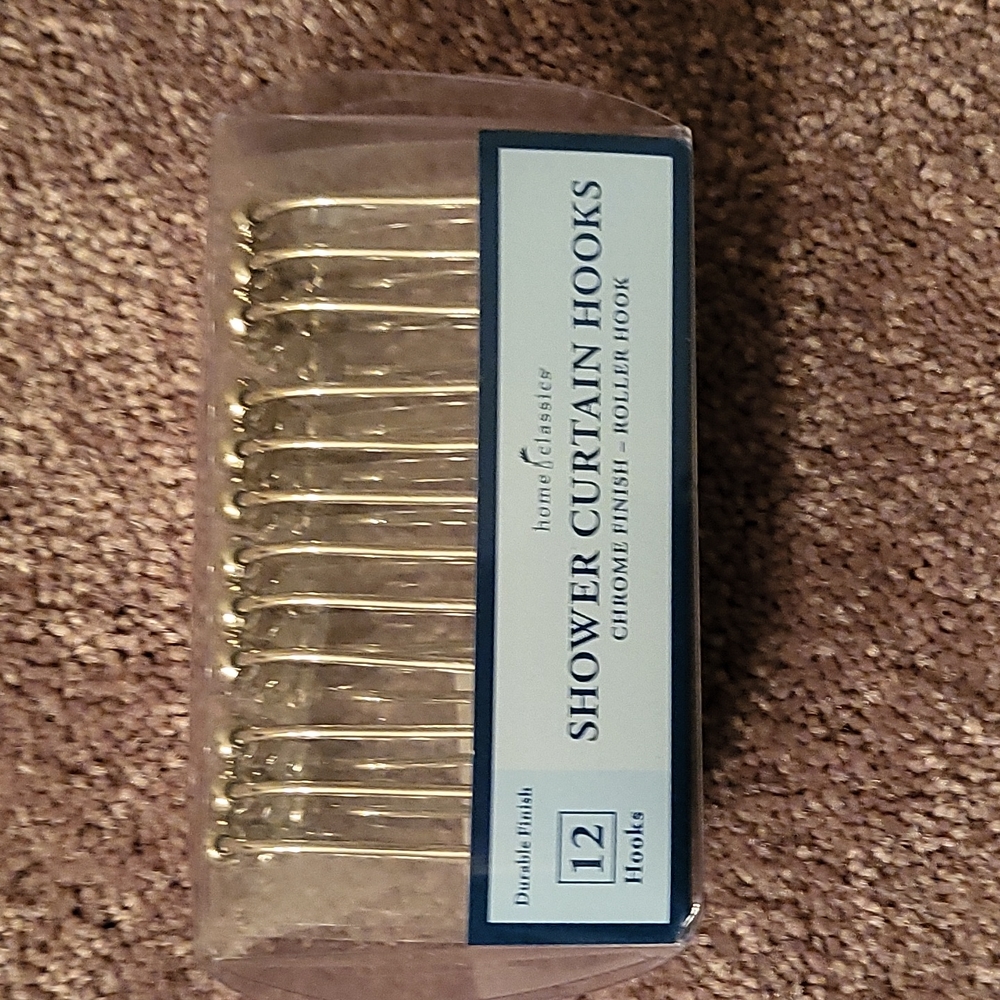 home classics
SHOWER CURTAIN HOOKS
CHROME FINISH – ROLLER HOOK
Durable Finish
12
Hooks